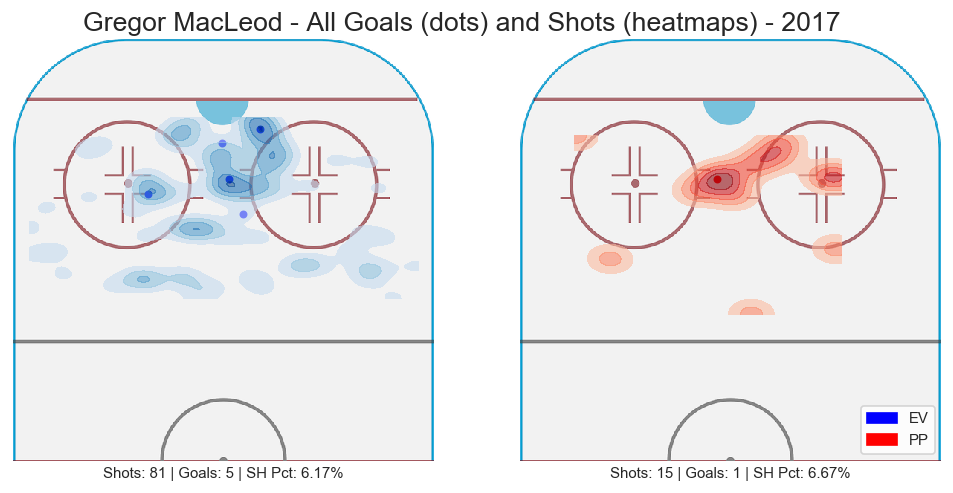 Gregor MacLeod - All Goals (dots) and Shots (heatmaps) - 2017
EV
PP
Shots: 81 | Goals: 5 | SH Pct: 6.17%
Shots: 15 | Goals: 1 | SH Pct: 6.67%